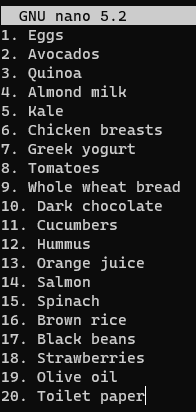 GNU nano 5.2
1. Eggs
2. Avocados
3. Quinoa
4. Almond milk
5. Kale
6. Chicken breasts
7. Greek yogurt
8. Tomatoes
9. Whole wheat bread
10. Dark chocolate
11. Cucumbers
12. Hummus
13. Orange juice
14. Salmon
15. Spinach
16. Brown rice
17. Black beans
18. Strawberries
19. Olive oil
20. Toilet paper